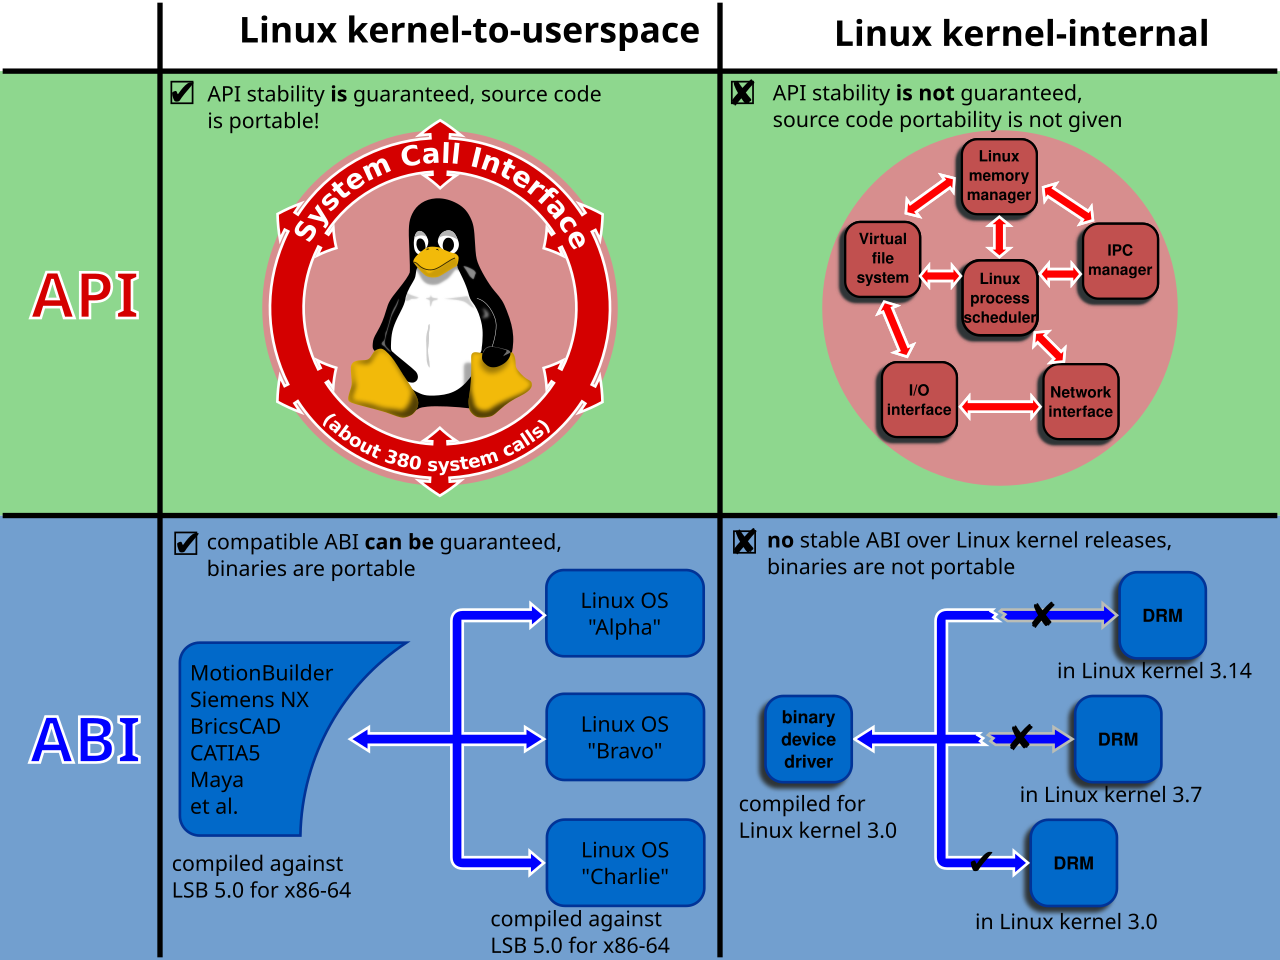 Linux kernel-to-userspace
Linux kernel-internal
API
API stability is guaranteed, source code
is portable!
System Call Interface
(about 380 system calls)
API stability is not guaranteed,
source code portability is not given
Linux
memory
manager
Virtual
file
system
IPC
manager
Linux
process
scheduler
I/O
interface
Network
interface
ABI
compatible ABI can be guaranteed,
binaries are portable
MotionBuilder
Siemens NX
BricsCAD
CATIA5
Maya
et al.
compiled against
LSB 5.0 for x86-64
Linux OS
"Alpha"
Linux OS
"Bravo"
Linux OS
"Charlie"
compiled against
LSB 5.0 for x86-64
no stable ABI over Linux kernel releases,
binaries are not portable
binary
device
driver
compiled for
Linux kernel 3.0
DRM
in Linux kernel 3.14
DRM
in Linux kernel 3.7
DRM
in Linux kernel 3.0